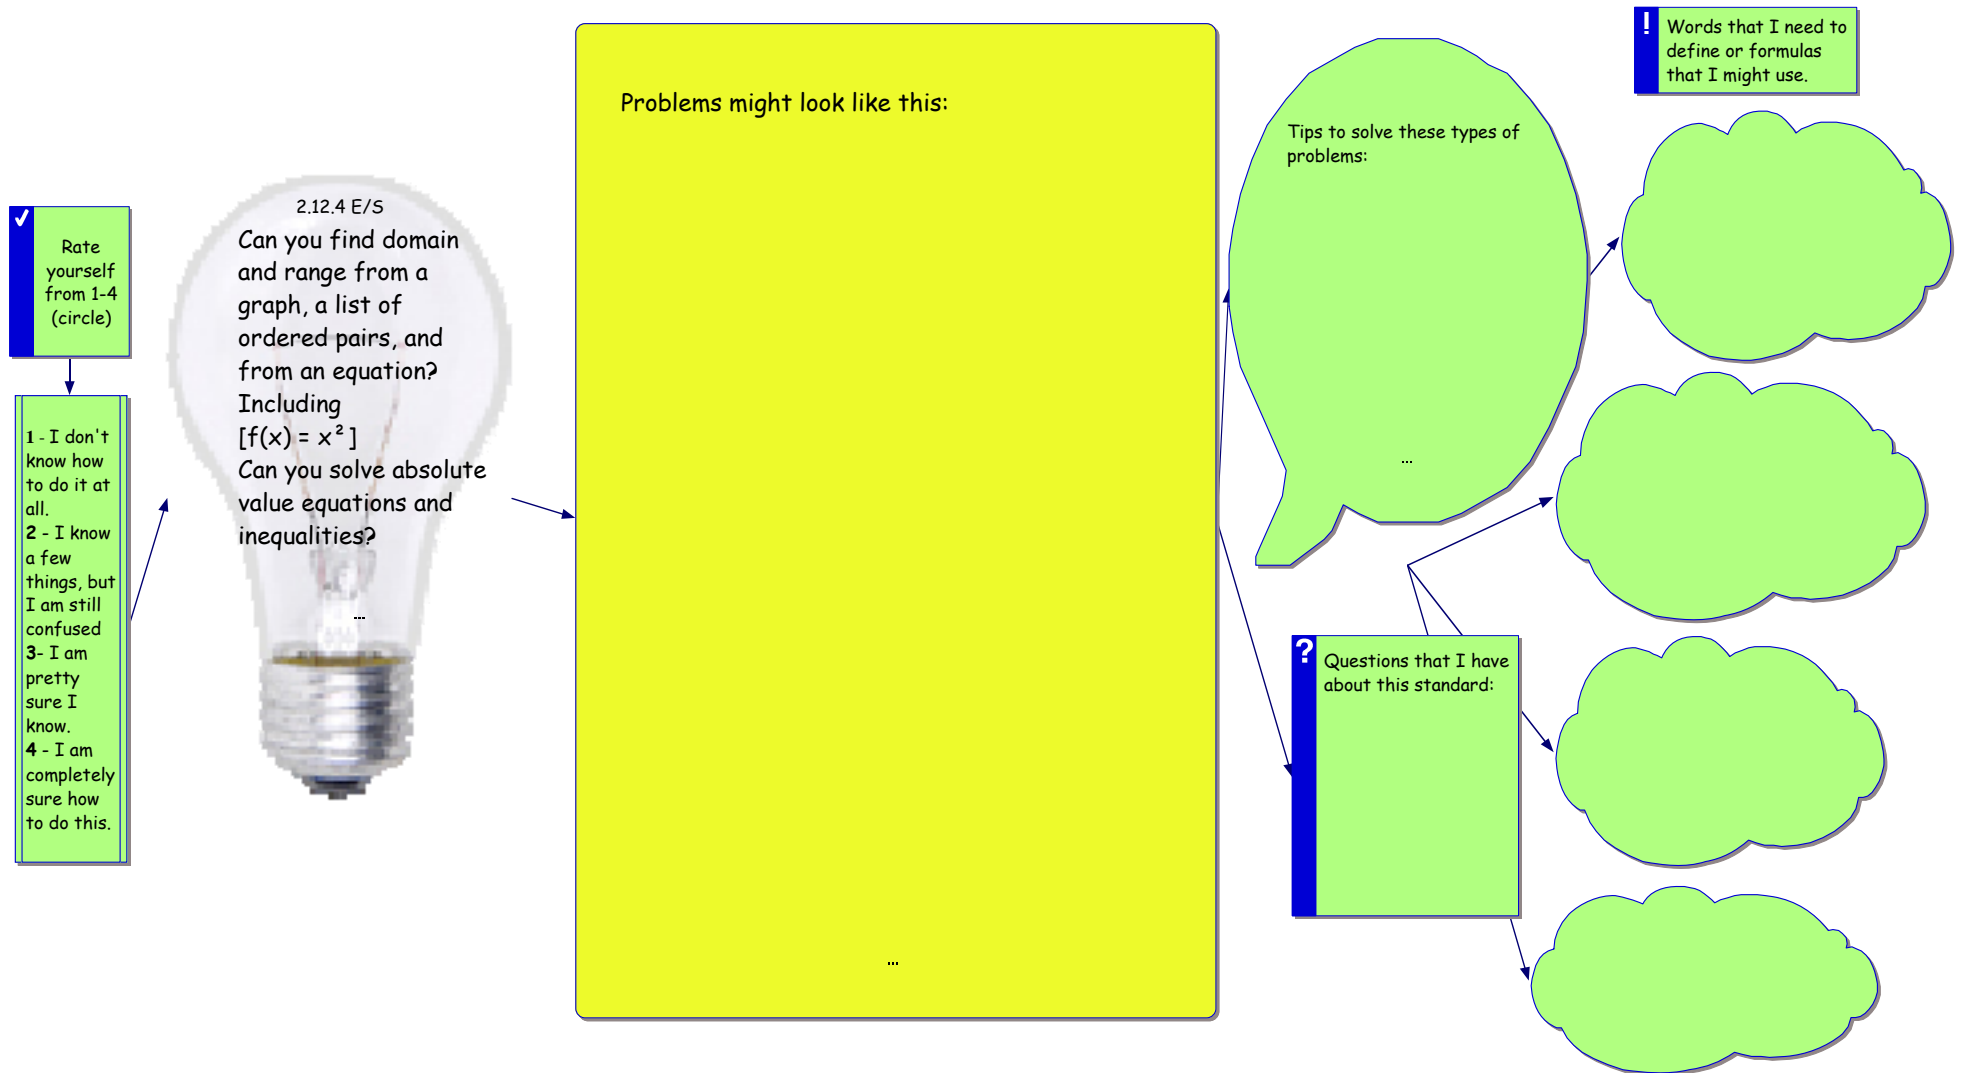 ✓
Rate
yourself
from 1-4
(circle)
1 - I don't
know how
to do it at
all.
2 - I know
a few
things, but
I am still
confused
3- I am
pretty
sure I
know.
4 - I am
completely
sure how
to do this.
2.12.4 E/S
Can you find domain
and range from a
graph, a list of
ordered pairs, and
from an equation?
Including
[f(x) = x²]
Can you solve absolute
value equations and
inequalities?
...
Problems might look like this:
...
Tips to solve these types of
problems:
...
?
Questions that I have
about this standard:
!
Words that I need to
define or formulas
that I might use.